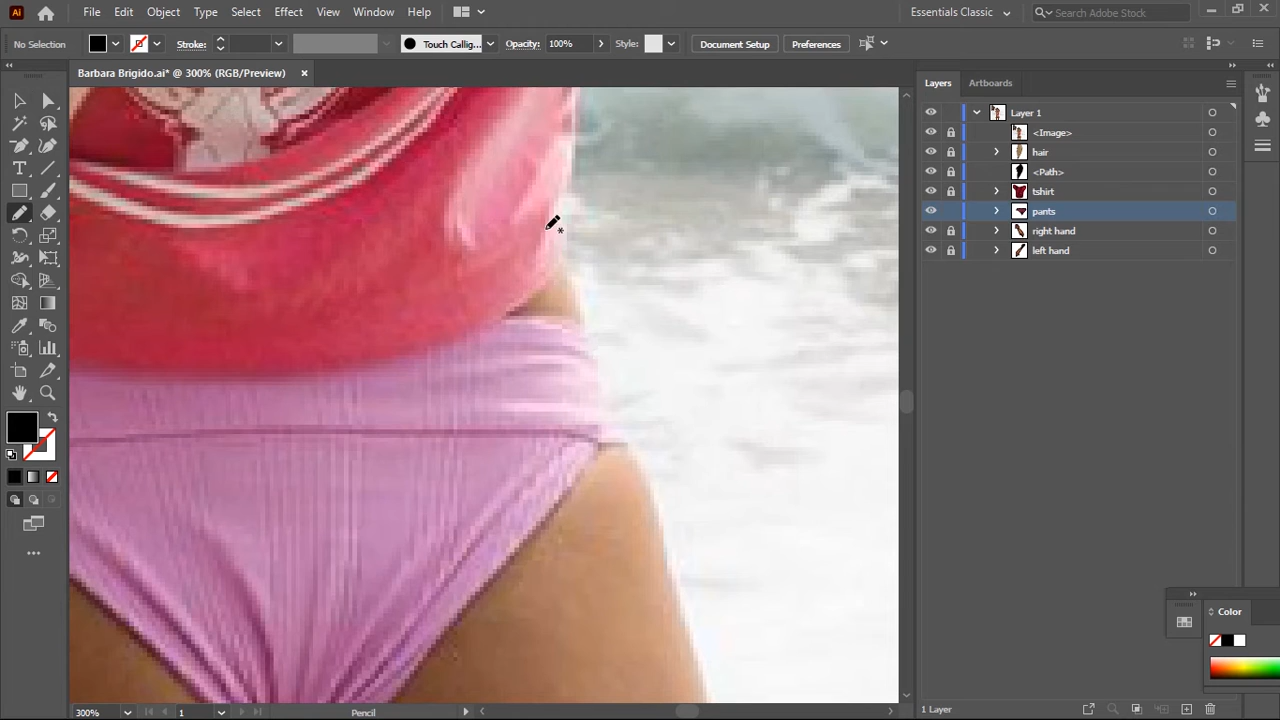 Ai
File Edit Object Type Select Effect View Window Help
Essentials Classic
Search Adobe Stock
No Selection
Stroke:
Touch Callig...
Opacity: 100%
Style:
Document Setup
Preferences
Barbara Brigido.ai* @ 300% (RGB/Preview)
Layers
Artboards
Layer 1
<Image>
hair
<Path>
tshirt
pants
right hand
left hand
Color
300%
1
Pencil
1 Layer